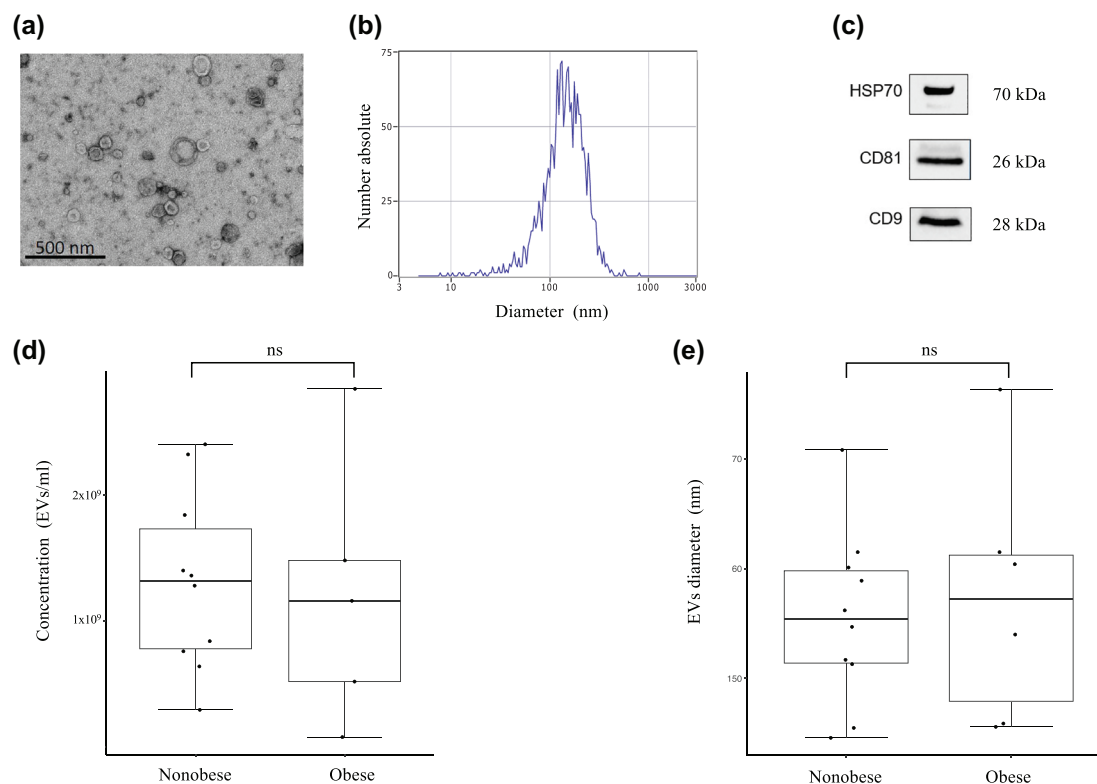 (a)
500 nm
(b)
Number absolute
75
50
25
0
3 10 100 1000 3000
Diameter (nm)
(c)
HSP70 70 kDa
CD81 26 kDa
CD9 28 kDa
(d)
ns
Concentration (EVs/ml)
2x10⁹
1x10⁹
Nonobese Obese
(e)
ns
EVs diameter (nm)
70
60
150
Nonobese Obese